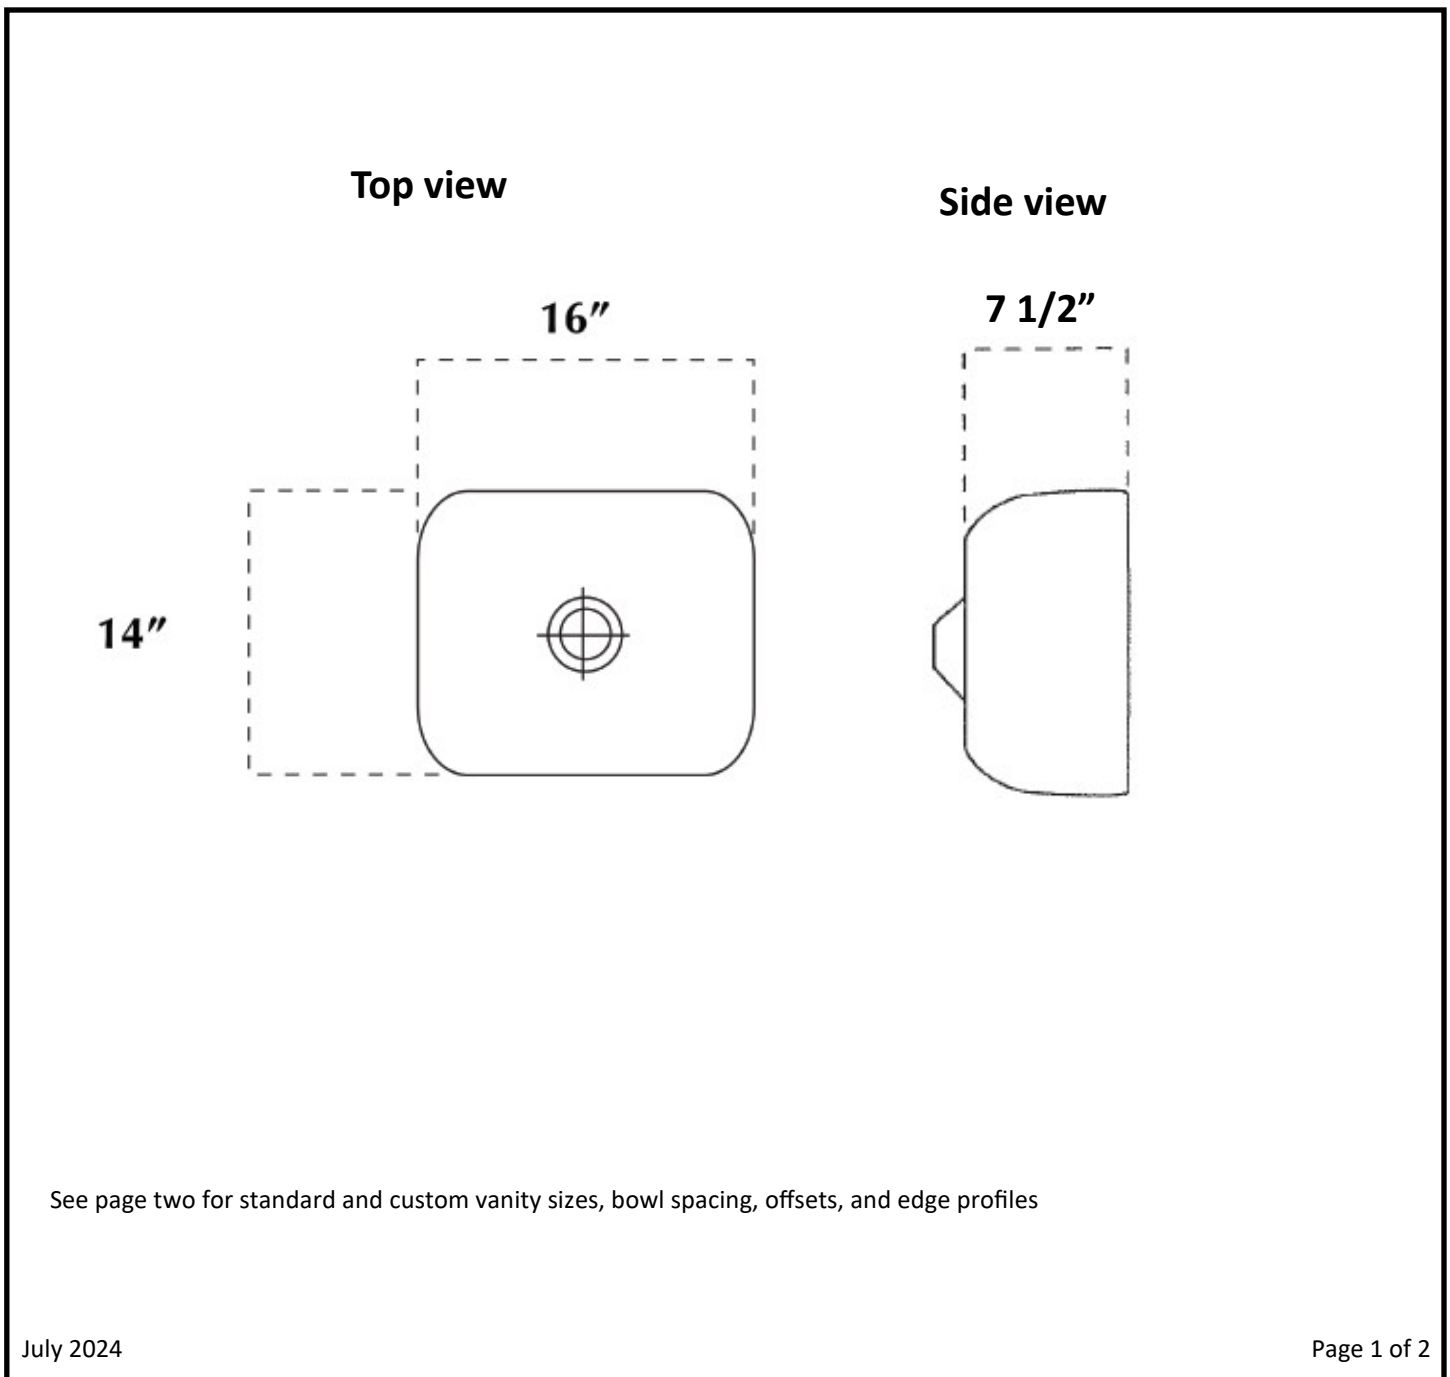 Top view
Side view
16″
7 1/2”
14″
See page two for standard and custom vanity sizes, bowl spacing, offsets, and edge profiles
July 2024
Page 1 of 2